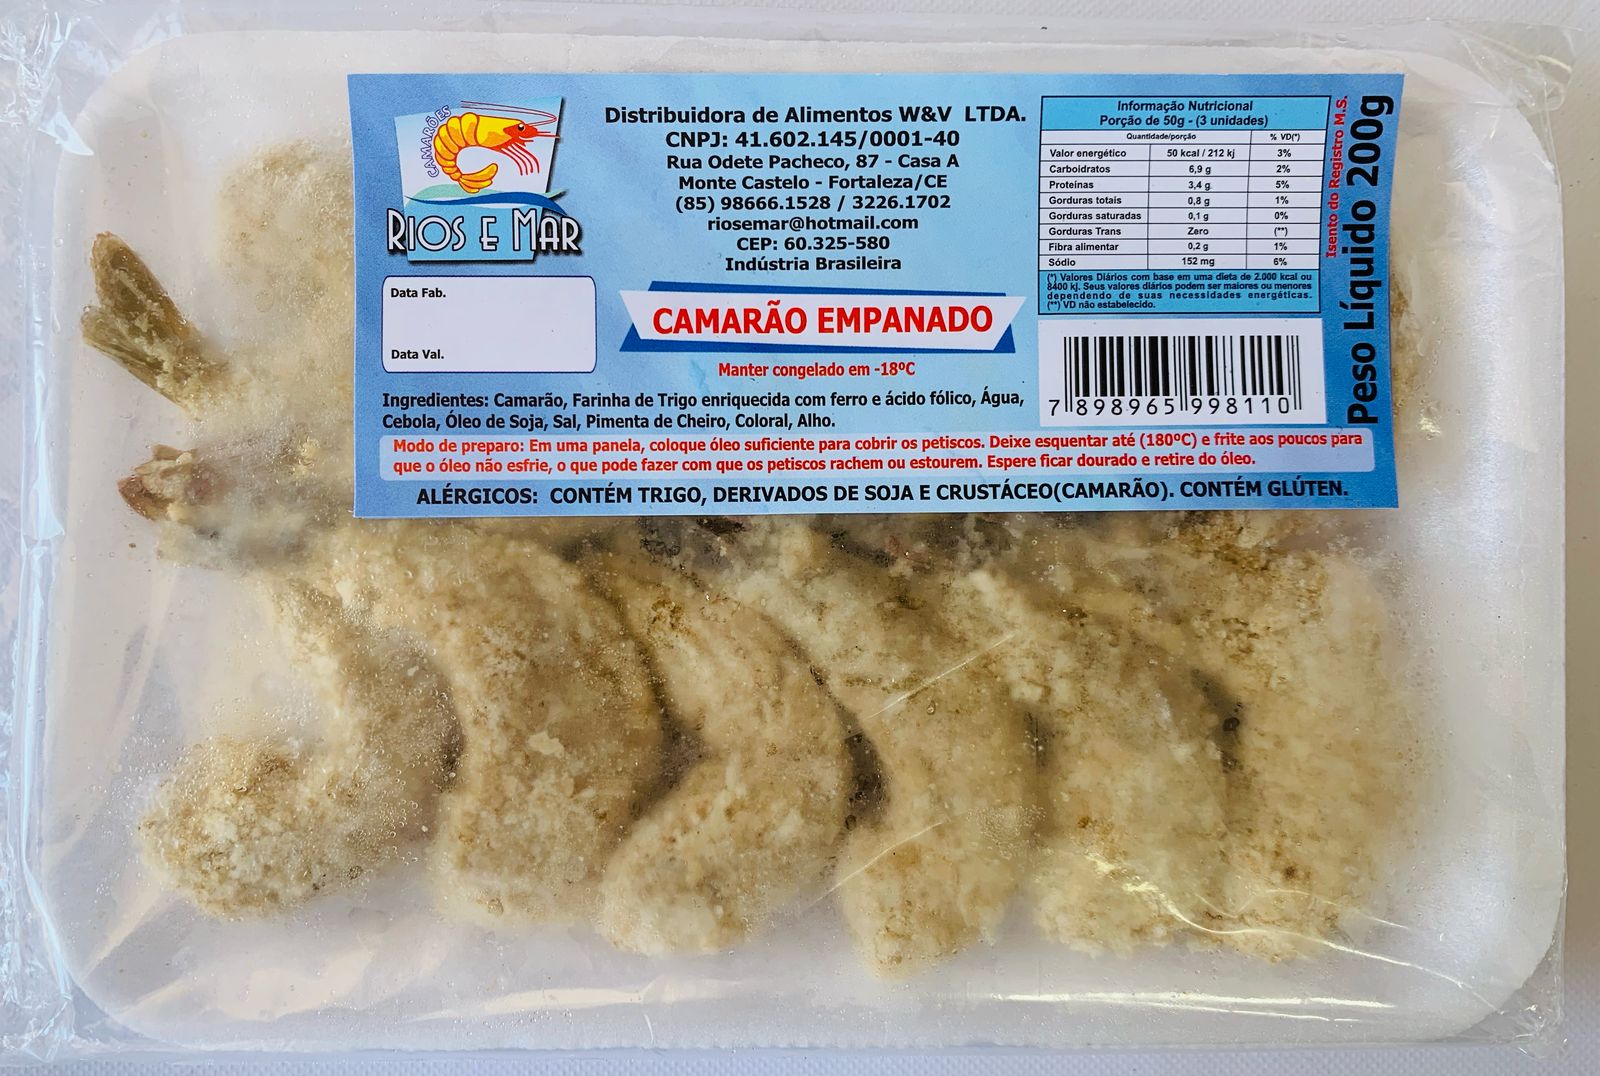 CAMARÕES
RIOS E MAR
Data Fab.
Data Val.
Distribuidora de Alimentos W&V LTDA.
CNPJ: 41.602.145/0001-40
Rua Odete Pacheco, 87 - Casa A
Monte Castelo - Fortaleza/CE
(85) 98666.1528 / 3226.1702
riosemar@hotmail.com
CEP: 60.325-580
Indústria Brasileira
CAMARÃO EMPANADO
Manter congelado em -18ºC
Informação Nutricional
Porção de 50g - (3 unidades)
Quantidade/porção % VD(*)
Valor energético 50 kcal / 212 kj 3%
Carboidratos 6,9 g 2%
Proteínas 3,4 g 5%
Gorduras totais 0,8 g 1%
Gorduras saturadas 0,1 g 0%
Gorduras Trans Zero (**)
Fibra alimentar 0,2 g 1%
Sódio 152 mg 6%
(*) Valores Diários com base em uma dieta de 2.000 kcal ou
8400 kj. Seus valores diários podem ser maiores ou menores
dependendo de suas necessidades energéticas.
(**) VD não estabelecido.
Isento do Registro M.S.
Peso Líquido 200g
7 898965 998110
Ingredientes: Camarão, Farinha de Trigo enriquecida com ferro e ácido fólico, Água,
Cebola, Óleo de Soja, Sal, Pimenta de Cheiro, Coloral, Alho.
Modo de preparo: Em uma panela, coloque óleo suficiente para cobrir os petiscos. Deixe esquentar até (180ºC) e frite aos poucos para
que o óleo não esfrie, o que pode fazer com que os petiscos rachem ou estourem. Espere ficar dourado e retire do óleo.
ALÉRGICOS: CONTÉM TRIGO, DERIVADOS DE SOJA E CRUSTÁCEO(CAMARÃO). CONTÉM GLÚTEN.